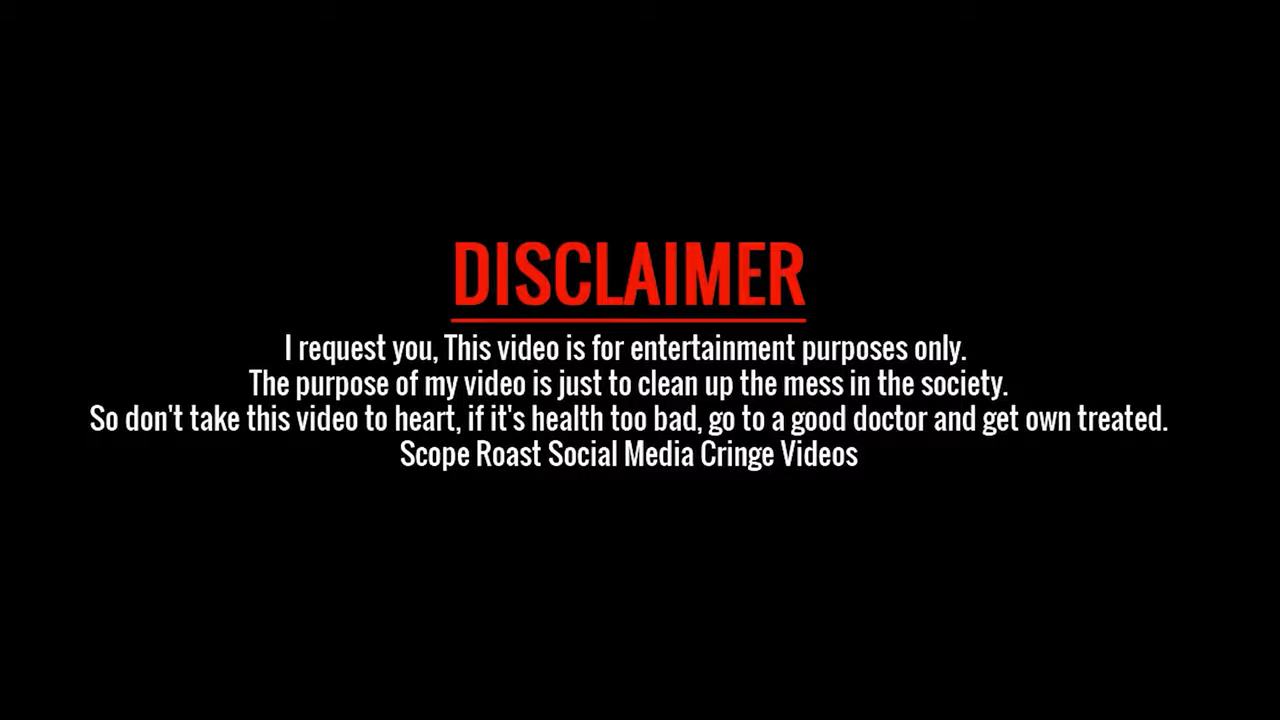 DISCLAIMER
I request you, This video is for entertainment purposes only.
The purpose of my video is just to clean up the mess in the society.
So don't take this video to heart, if it's health too bad, go to a good doctor and get own treated.
Scope Roast Social Media Cringe Videos